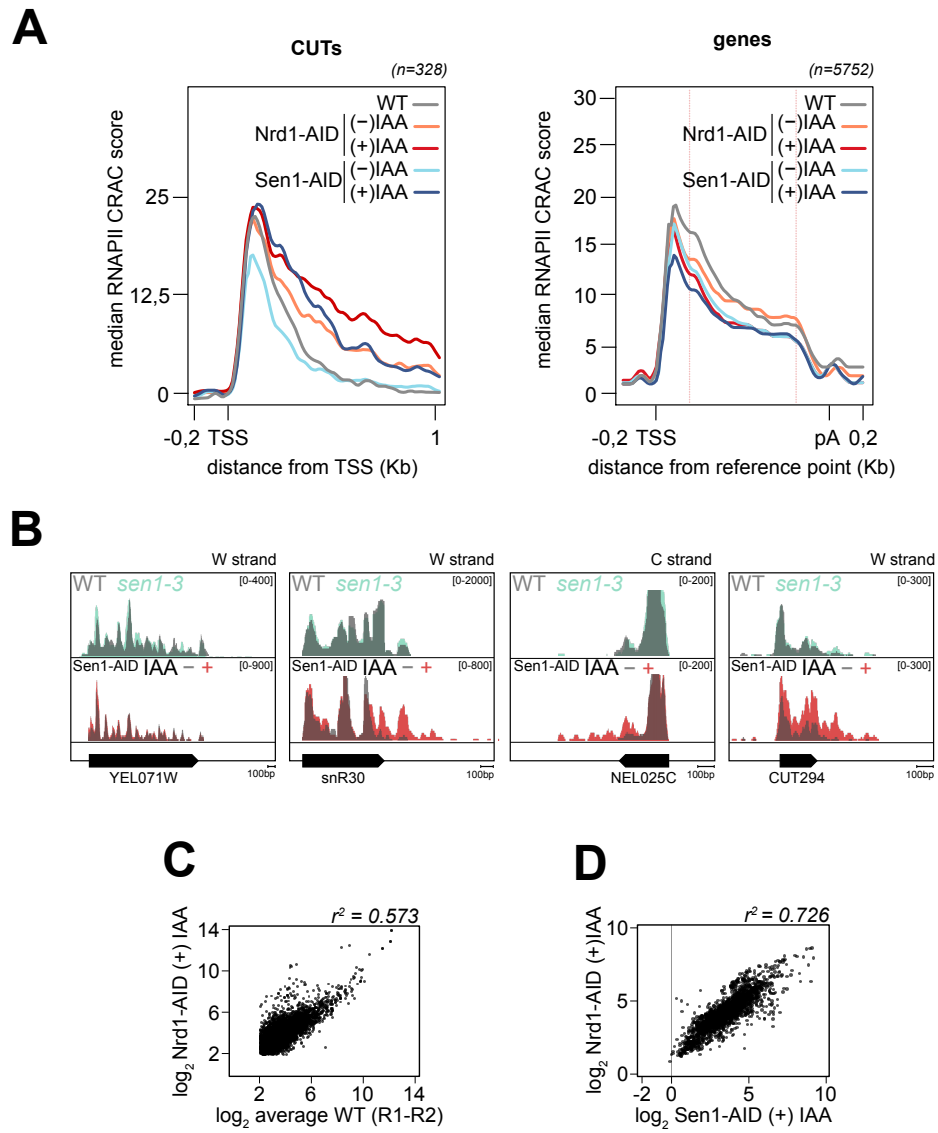 A
CUTs
(n=328)
WT
Nrd1-AID (−)IAA
(+)IAA
Sen1-AID (−)IAA
(+)IAA
median RNAPII CRAC score
25
12,5
0
-0,2 TSS 1
distance from TSS (Kb)
genes
(n=5752)
WT
Nrd1-AID (−)IAA
(+)IAA
Sen1-AID (−)IAA
(+)IAA
median RNAPII CRAC score
30
25
20
15
10
5
0
-0,2 TSS pA 0,2
distance from reference point (Kb)
B
W strand
WT sen1-3 [0-400]
Sen1-AID IAA − + [0-900]
100bp
YEL071W
W strand
WT sen1-3 [0-2000]
Sen1-AID IAA − + [0-800]
100bp
snR30
C strand
WT sen1-3 [0-200]
Sen1-AID IAA − + [0-200]
100bp
NEL025C
W strand
WT sen1-3 [0-300]
Sen1-AID IAA − + [0-300]
100bp
CUT294
C
r² = 0.573
log₂ Nrd1-AID (+) IAA
14
10
6
2
2 6 10 14
log₂ average WT (R1-R2)
D
r² = 0.726
log₂ Nrd1-AID (+)IAA
10
5
0
-2 0 5 10
log₂ Sen1-AID (+) IAA